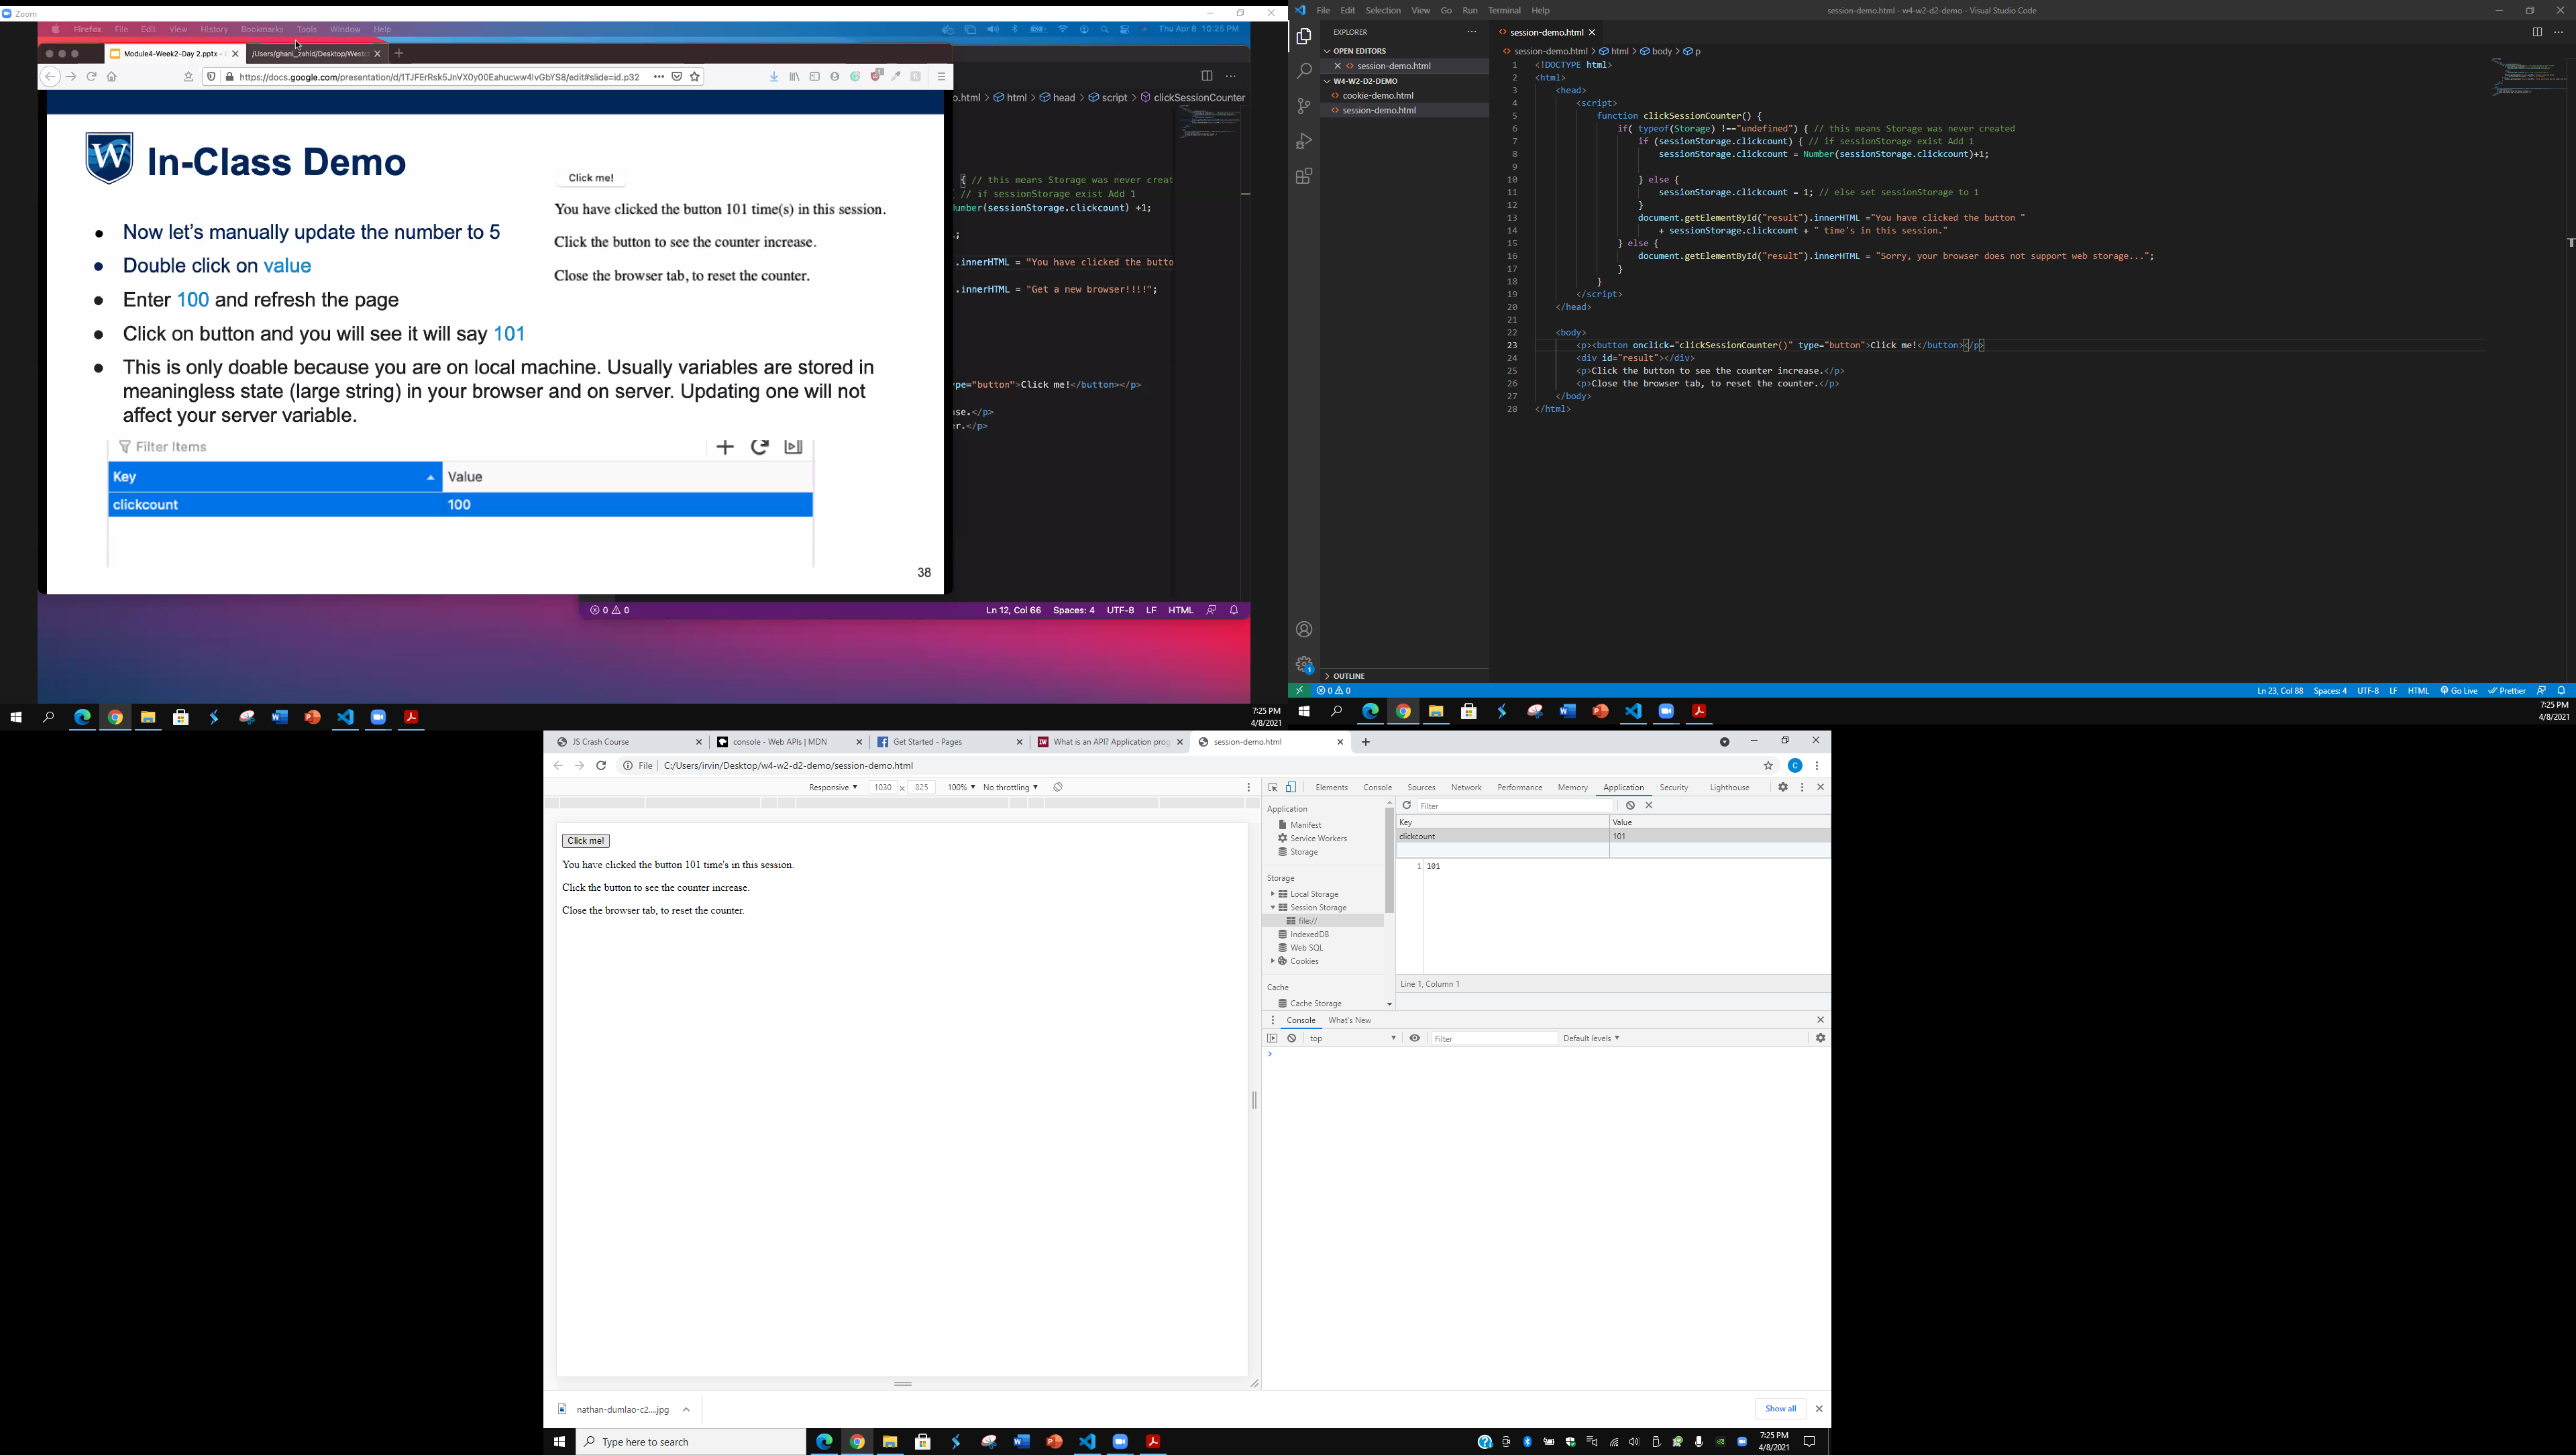 Zoom
Firefox File Edit View History Bookmarks Tools Window Help
Thu Apr 8 10:25 PM
Module4-Week2-Day 2.pptx -
/Users/ghani_zahid/Desktop/West
https://docs.google.com/presentation/d/1TJFErRsk5JnVX0y00Eahucww4IvGbYS8/edit#slide=id.p32
In-Class Demo
Click me!
You have clicked the button 101 time(s) in this session.
Click the button to see the counter increase.
Close the browser tab, to reset the counter.
● Now let's manually update the number to 5
● Double click on value
● Enter 100 and refresh the page
● Click on button and you will see it will say 101
● This is only doable because you are on local machine. Usually variables are stored in
meaningless state (large string) in your browser and on server. Updating one will not
affect your server variable.
Filter Items
Key Value
clickcount 100
38
o.html > html > head > script > clickSessionCounter
{ // this means Storage was never creat
// if sessionStorage exist Add 1
umber(sessionStorage.clickcount) +1;
;
.innerHTML = "You have clicked the butto
.innerHTML = "Get a new browser!!!!";
ype="button">Click me!</button></p>
ase.</p>
er.</p>
0 0 Ln 12, Col 66 Spaces: 4 UTF-8 LF HTML
7:25 PM
4/8/2021
File Edit Selection View Go Run Terminal Help
session-demo.html - w4-w2-d2-demo - Visual Studio Code
EXPLORER
OPEN EDITORS
session-demo.html
W4-W2-D2-DEMO
cookie-demo.html
session-demo.html
OUTLINE
session-demo.html
session-demo.html > html > body > p
1 <!DOCTYPE html>
2 <html>
3 <head>
4 <script>
5 function clickSessionCounter() {
6 if( typeof(Storage) !=="undefined") { // this means Storage was never created
7 if (sessionStorage.clickcount) { // if sessionStorage exist Add 1
8 sessionStorage.clickcount = Number(sessionStorage.clickcount)+1;
9
10 } else {
11 sessionStorage.clickcount = 1; // else set sessionStorage to 1
12 }
13 document.getElementById("result").innerHTML ="You have clicked the button "
14 + sessionStorage.clickcount + " time's in this session."
15 } else {
16 document.getElementById("result").innerHTML = "Sorry, your browser does not support web storage...";
17 }
18 }
19 </script>
20 </head>
21
22 <body>
23 <p><button onclick="clickSessionCounter()" type="button">Click me!</button></p>
24 <div id="result"></div>
25 <p>Click the button to see the counter increase.</p>
26 <p>Close the browser tab, to reset the counter.</p>
27 </body>
28 </html>
0 0 Ln 23, Col 88 Spaces: 4 UTF-8 LF HTML Go Live Prettier
7:25 PM
4/8/2021
JS Crash Course
console - Web APIs | MDN
Get Started - Pages
What is an API? Application prog
session-demo.html
File | C:/Users/irvin/Desktop/w4-w2-d2-demo/session-demo.html
C
Responsive 1030 x 825 100% No throttling
Click me!
You have clicked the button 101 time's in this session.
Click the button to see the counter increase.
Close the browser tab, to reset the counter.
Elements Console Sources Network Performance Memory Application Security Lighthouse
Application
Manifest
Service Workers
Storage
Storage
Local Storage
Session Storage
file://
IndexedDB
Web SQL
Cookies
Cache
Cache Storage
Filter
Key Value
clickcount 101
1 101
Line 1, Column 1
Console What's New
top Filter Default levels
nathan-dumlao-c2....jpg
Show all
Type here to search
7:25 PM
4/8/2021